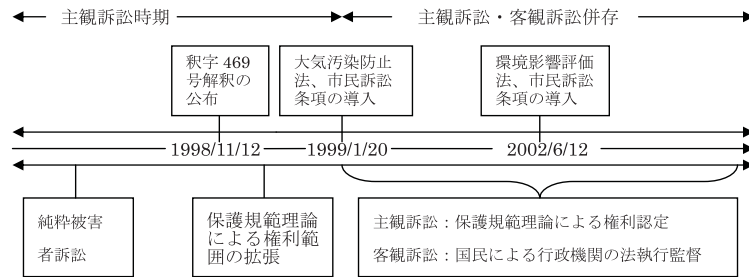 主観訴訟時期
主観訴訟・客観訴訟併存
釈字 469
号解釈の
公布
大気汚染防止
法、市民訴訟
条項の導入
環境影響評価
法、市民訴訟
条項の導入
1998/11/12
1999/1/20
2002/6/12
純粋被害
者訴訟
保護規範理論
による権利範
囲の拡張
主観訴訟：保護規範理論による権利認定
客観訴訟：国民による行政機関の法執行監督